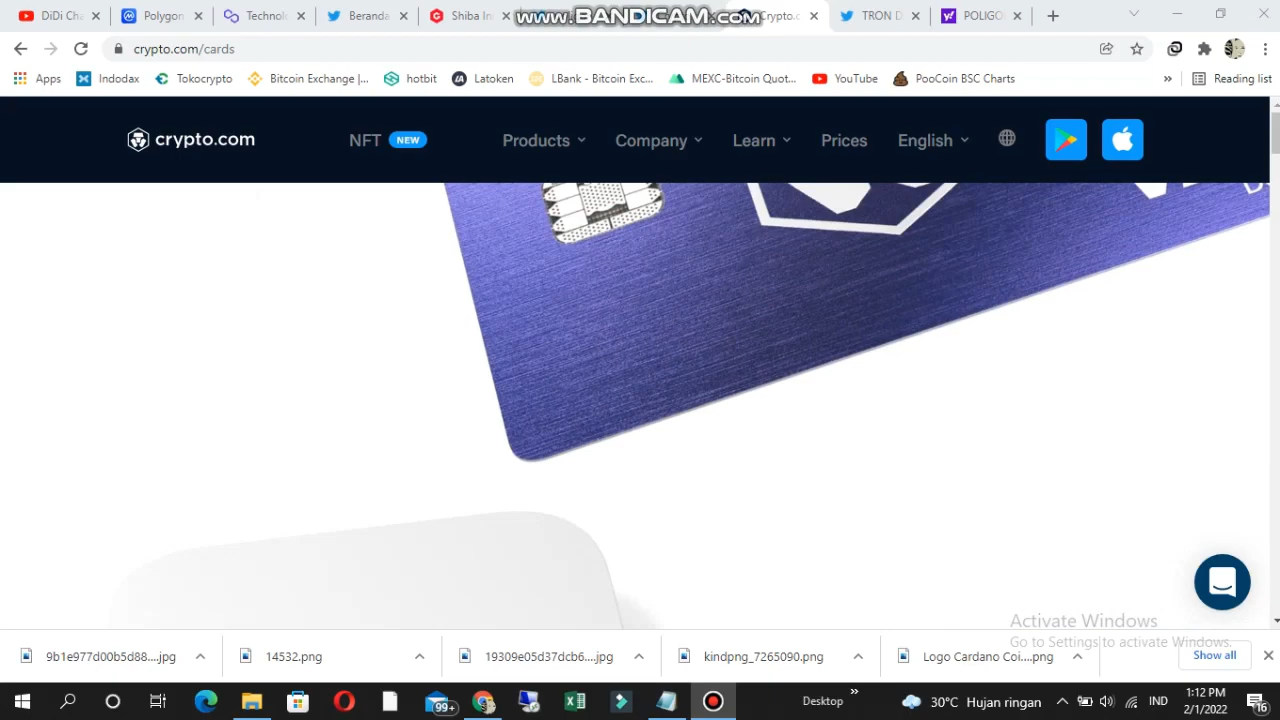 DiDi Cha
Polygon
Technol
Beranda
Shiba In
www.BANDICAM.com
Crypto.c
TRON D
POLIGO
crypto.com/cards
Apps
Indodax
Tokocrypto
Bitcoin Exchange |...
hotbit
Latoken
LBank - Bitcoin Exc...
MEXC-Bitcoin Quot...
YouTube
PooCoin BSC Charts
»
Reading list
crypto.com
NFT NEW
Products
Company
Learn
Prices
English
Activate Windows
Go to Settings to activate Windows.
9b1e977d00b5d88....jpg
14532.png
19309e05d37dcb6....jpg
kindpng_7265090.png
Logo Cardano Coi....png
Show all
99+
Desktop
»
30°C Hujan ringan
IND
1:12 PM
2/1/2022
16